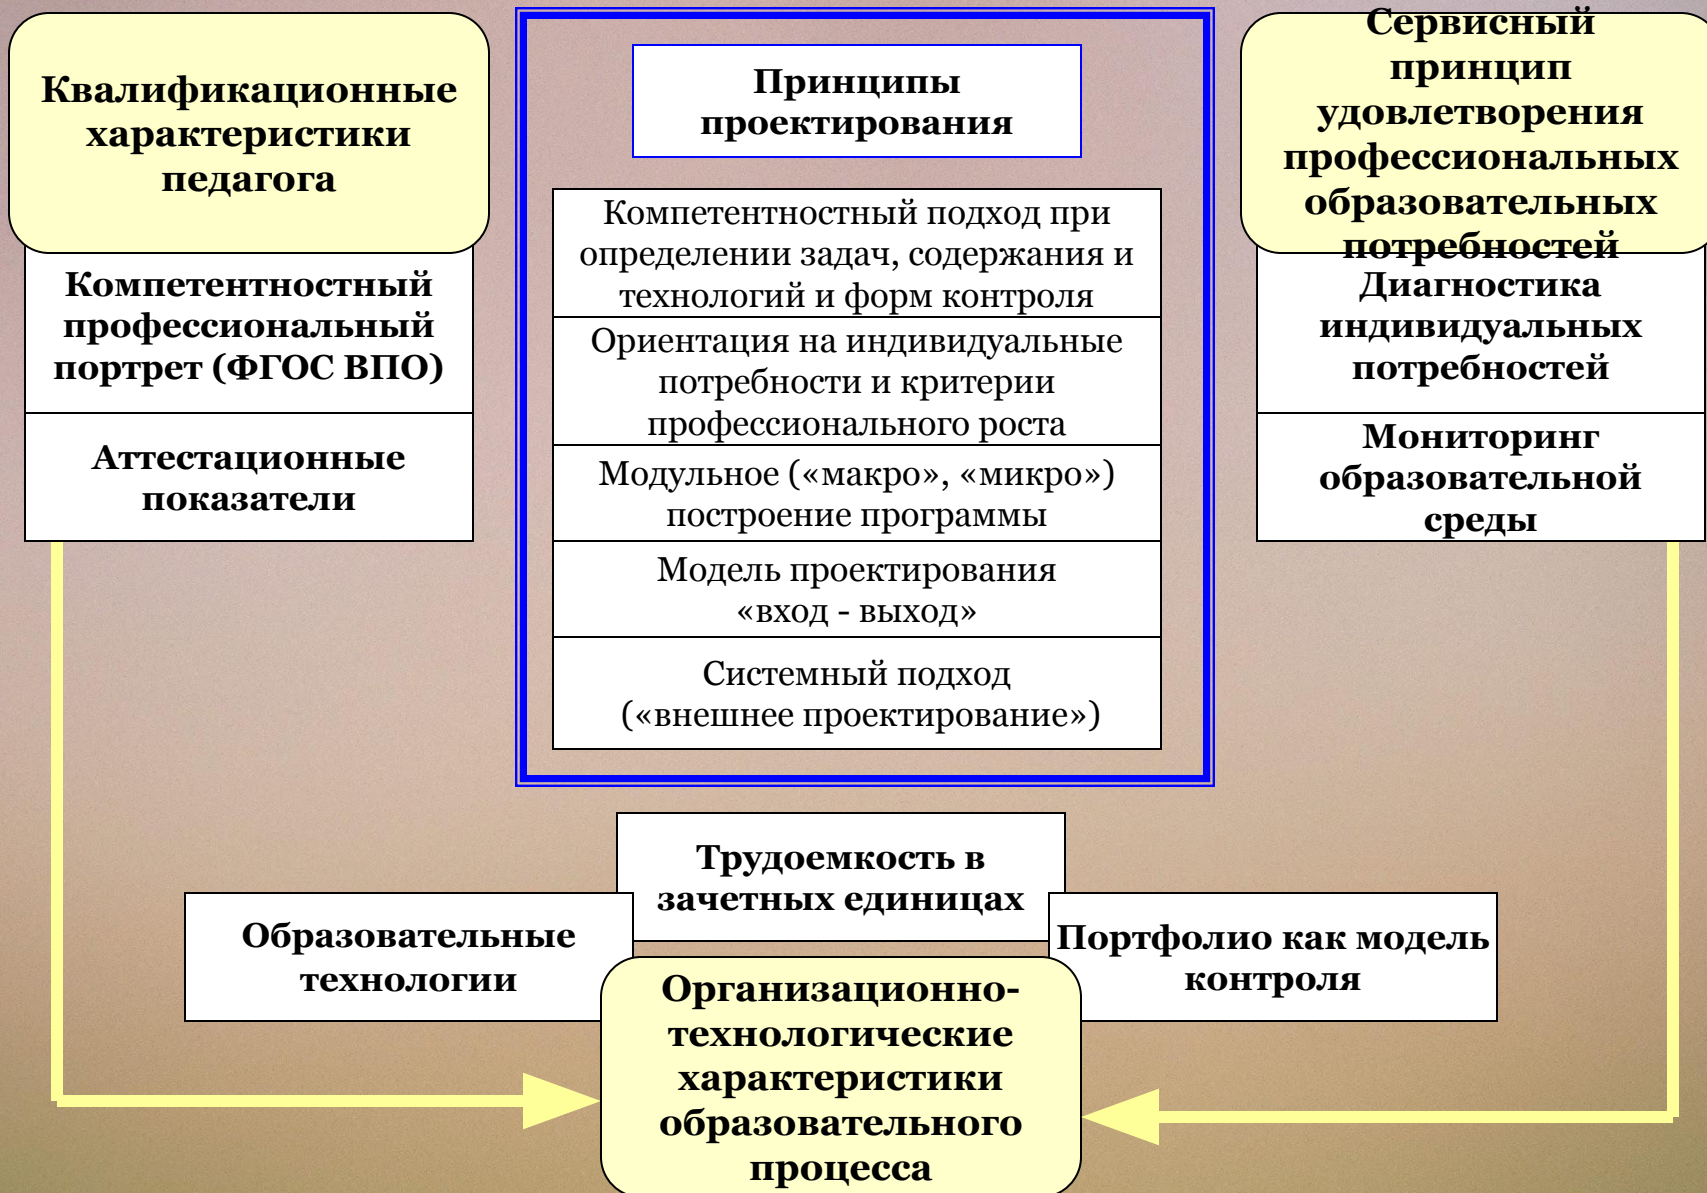 Квалификационные
характеристики
педагога
Компетентностный
профессиональный
портрет (ФГОС ВПО)
Аттестационные
показатели
Принципы
проектирования
Компетентностный подход при
определении задач, содержания и
технологий и форм контроля
Ориентация на индивидуальные
потребности и критерии
профессионального роста
Модульное («макро», «микро»)
построение программы
Модель проектирования
«вход - выход»
Системный подход
(«внешнее проектирование»)
Сервисный
принцип
удовлетворения
профессиональных
образовательных
потребностей
Диагностика
индивидуальных
потребностей
Мониторинг
образовательной
среды
Трудоемкость в
зачетных единицах
Образовательные
технологии
Портфолио как модель
контроля
Организационно-
технологические
характеристики
образовательного
процесса